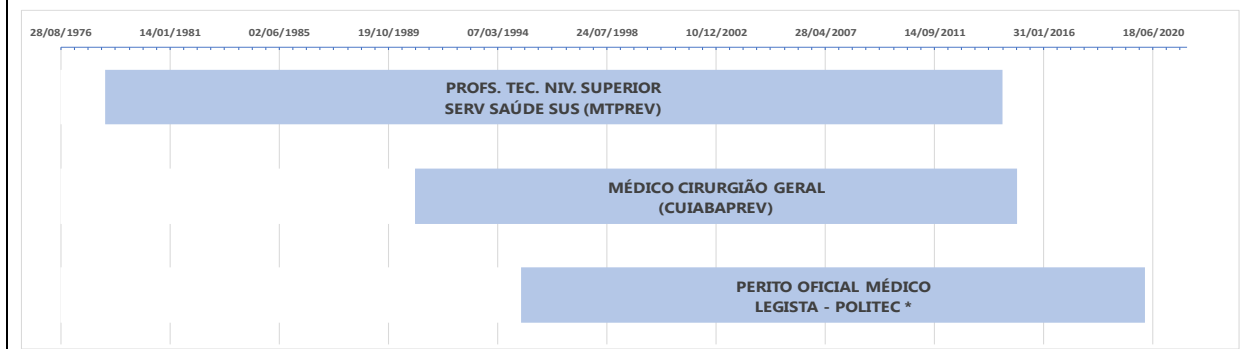 28/08/1976 14/01/1981 02/06/1985 19/10/1989 07/03/1994 24/07/1998 10/12/2002 28/04/2007 14/09/2011 31/01/2016 18/06/2020
PROFS. TEC. NIV. SUPERIOR
SERV SAÚDE SUS (MTPREV)
MÉDICO CIRURGIÃO GERAL
(CUIABAPREV)
PERITO OFICIAL MÉDICO
LEGISTA - POLITEC *